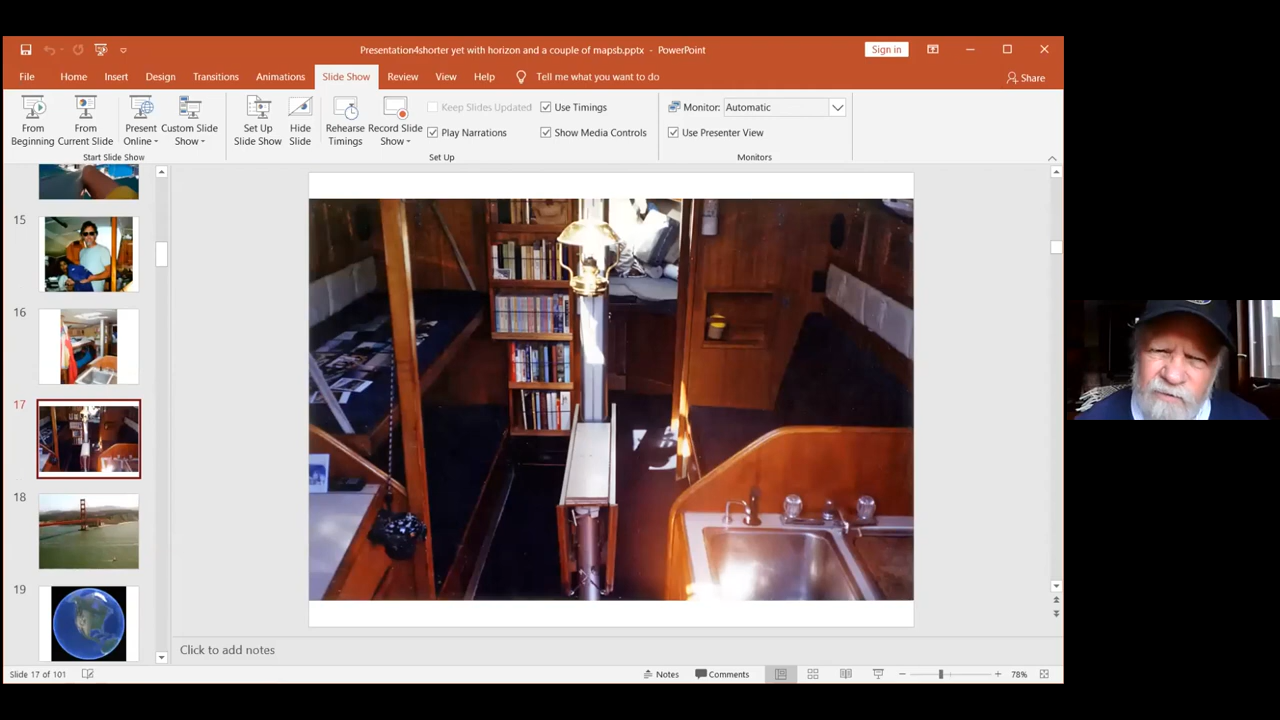 Presentation4shorter yet with horizon and a couple of mapsb.pptx - PowerPoint
Sign in
File Home Insert Design Transitions Animations Slide Show Review View Help Tell me what you want to do
Share
From Beginning
From Current Slide
Present Online
Custom Slide Show
Start Slide Show
Set Up Slide Show
Hide Slide
Rehearse Timings
Record Slide Show
Keep Slides Updated
Play Narrations
Use Timings
Show Media Controls
Set Up
Monitor: Automatic
Use Presenter View
Monitors
15
16
17
18
19
Click to add notes
Slide 17 of 101
Notes Comments
78%